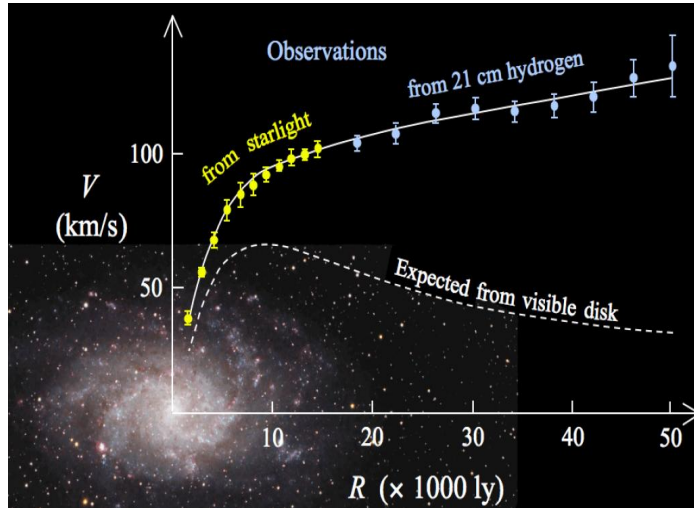 Observations
from starlight
from 21 cm hydrogen
100
V
(km/s)
50
Expected from visible disk
10 20 30 40 50
R (× 1000 ly)